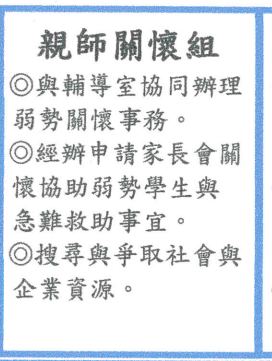 親師關懷組
◎與輔導室協同辦理
弱勢關懷事務。
◎經辦申請家長會關
懷協助弱勢學生與
急難救助事宜。
◎搜尋與爭取社會與
企業資源。